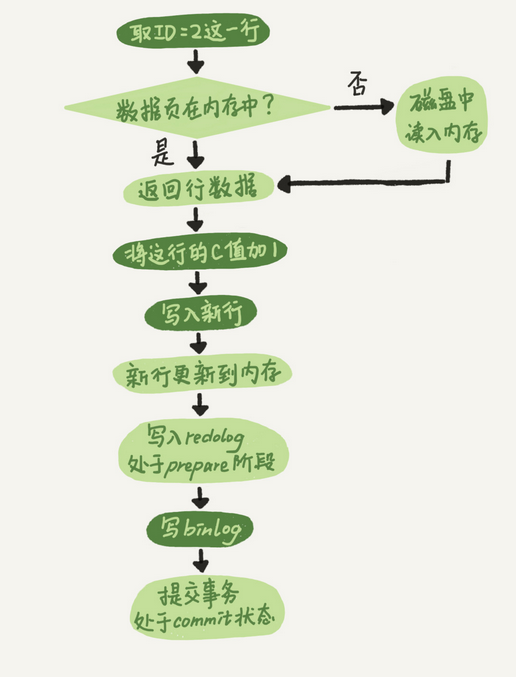 取ID=2这一行
数据页在内存中?
否
磁盘中
读入内存
是
返回行数据
将这行的C值加1
写入新行
新行更新到内存
写入redolog
处于prepare阶段
写binlog
提交事务
处于commit状态